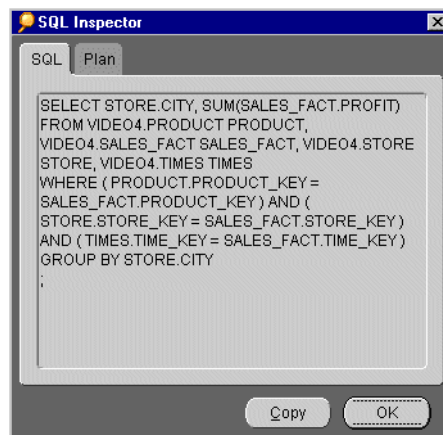 SQL Inspector
SQL
Plan
SELECT STORE.CITY, SUM(SALES_FACT.PROFIT)
FROM VIDEO4.PRODUCT PRODUCT,
VIDEO4.SALES_FACT SALES_FACT, VIDEO4.STORE
STORE, VIDEO4.TIMES TIMES
WHERE ( PRODUCT.PRODUCT_KEY =
SALES_FACT.PRODUCT_KEY ) AND (
STORE.STORE_KEY = SALES_FACT.STORE_KEY )
AND ( TIMES.TIME_KEY = SALES_FACT.TIME_KEY )
GROUP BY STORE.CITY
;
Copy
OK